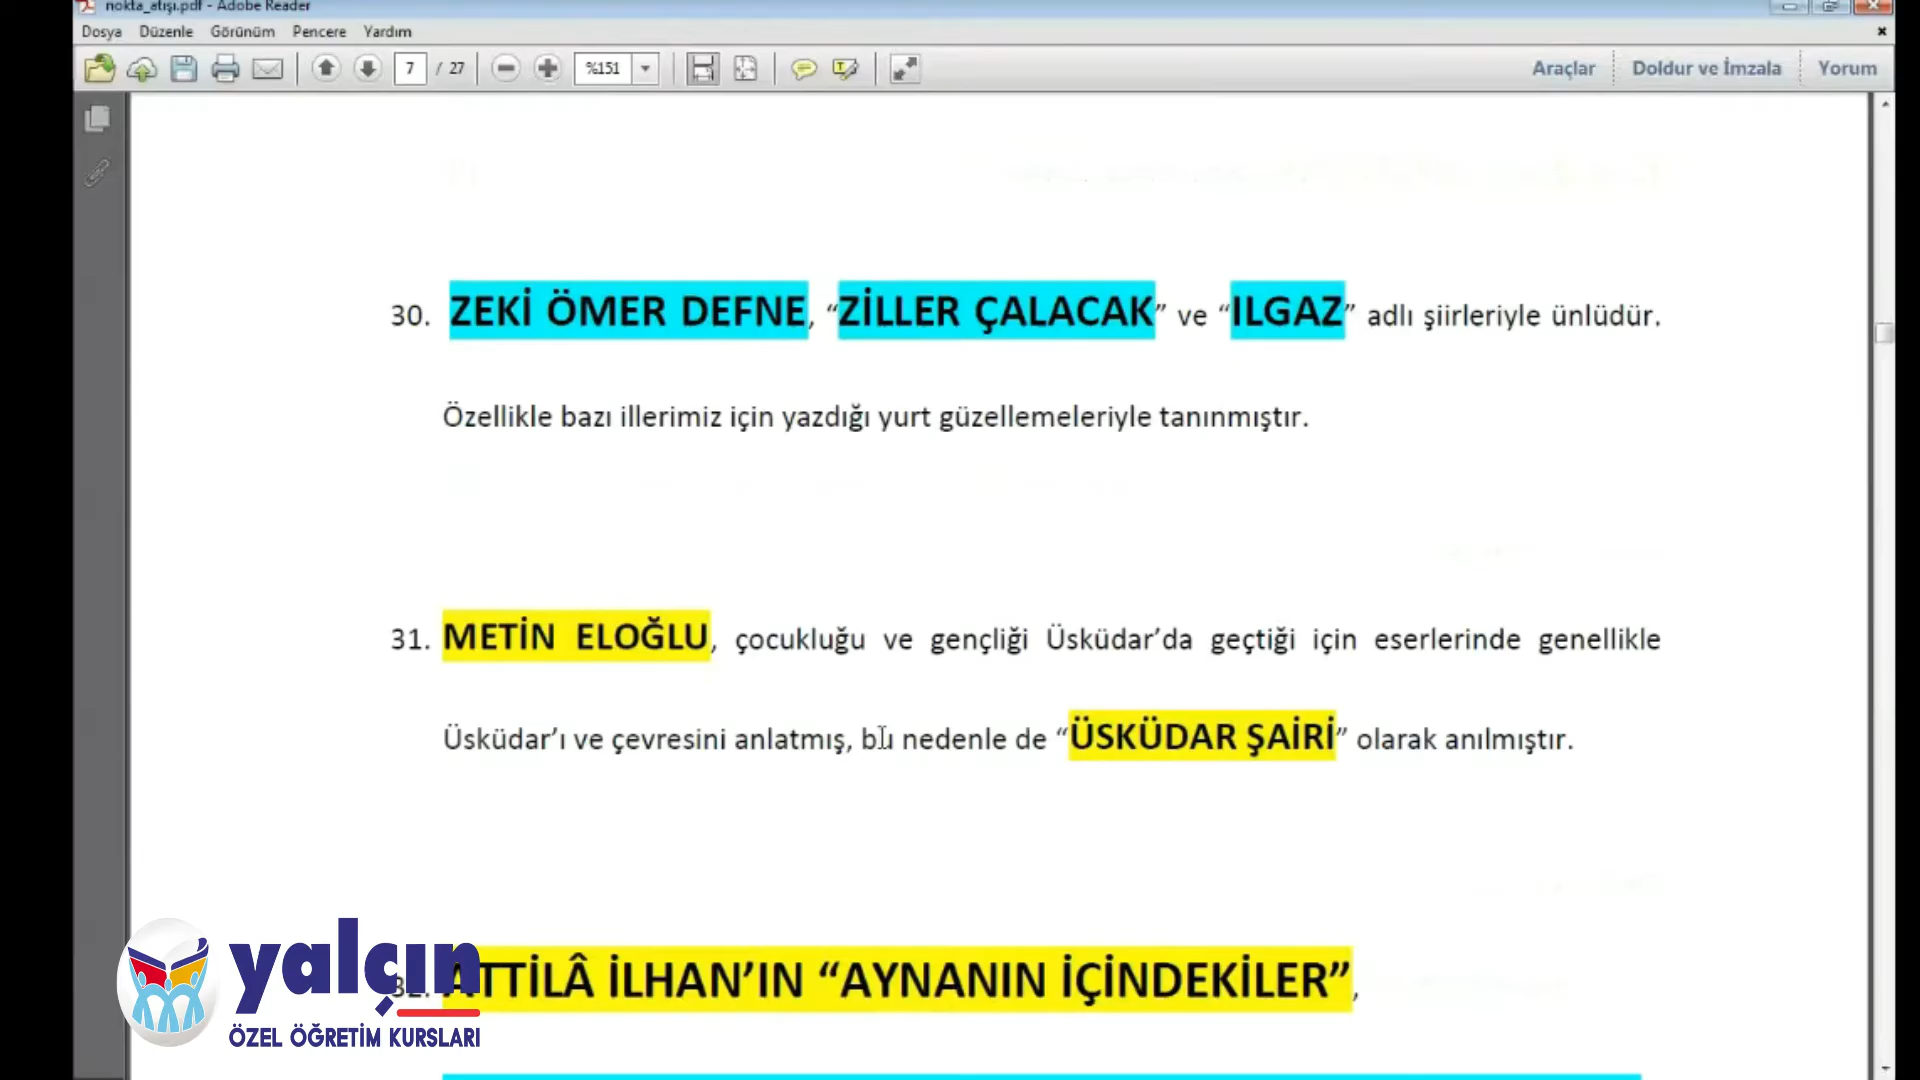 nokta_atışı.pdf - Adobe Reader
Dosya Düzenle Görünüm Pencere Yardım
7 / 27 %151 Araçlar Doldur ve İmzala Yorum
30. ZEKİ ÖMER DEFNE, “ZİLLER ÇALACAK” ve “ILGAZ” adlı şiirleriyle ünlüdür.
Özellikle bazı illerimiz için yazdığı yurt güzellemeleriyle tanınmıştır.
31. METİN ELOĞLU, çocukluğu ve gençliği Üsküdar’da geçtiği için eserlerinde genellikle
Üsküdar’ı ve çevresini anlatmış, bu nedenle de “ÜSKÜDAR ŞAİRİ” olarak anılmıştır.
32. ATTİLÂ İLHAN’IN “AYNANIN İÇİNDEKİLER”,
yalçın
ÖZEL ÖĞRETİM KURSLARI